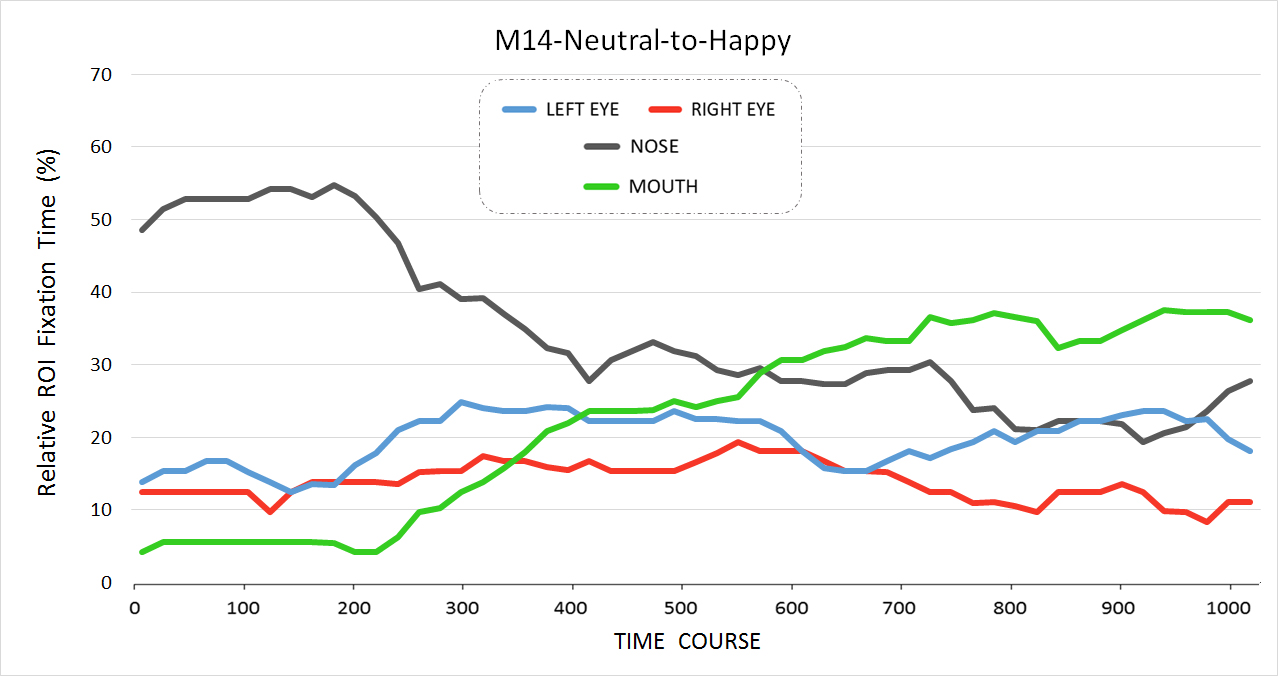 M14-Neutral-to-Happy
70
LEFT EYE RIGHT EYE
NOSE
MOUTH
60
50
40
30
20
10
0
Relative ROI Fixation Time (%)
0 100 200 300 400 500 600 700 800 900 1000
TIME COURSE